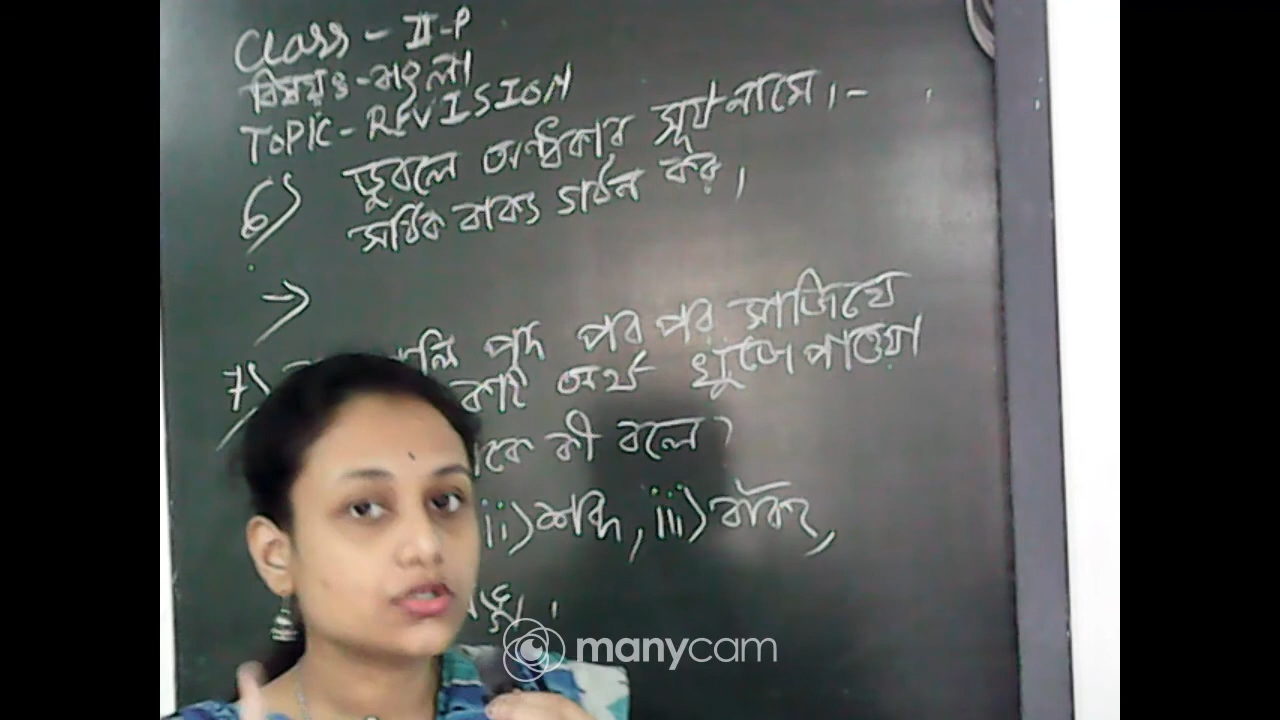 Class - II-P
বিষয়ঃ - বাংলা
TOPIC - REVISION
6) ডুবলে অন্ধকার সূর্য নামে। -
সঠিক বাক্য গঠন কর।
→
7) পদ পর পর সাজিয়ে
অর্থ খুঁজে পাওয়া
কী বলে?
ii) শব্দ, iii) বাক্য,
manycam